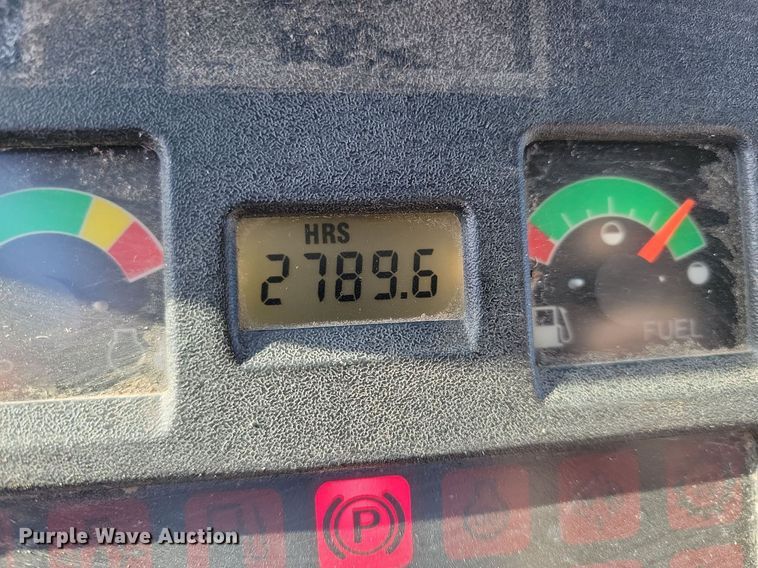 HRS
2789.6
FUEL
P
Purple Wave Auction